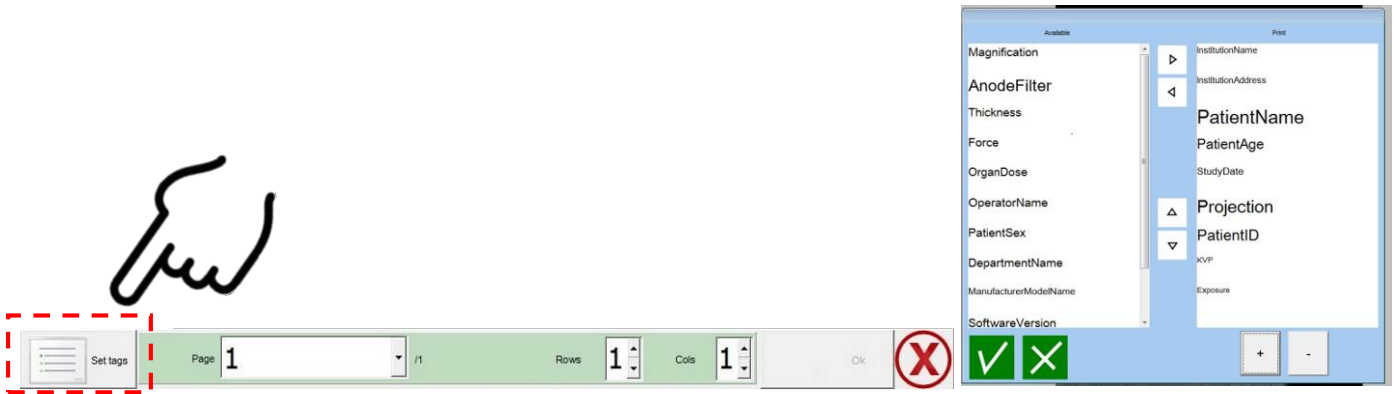 Set tags
Page 1 /1
Rows 1
Cols 1
Ok
X
Available
Magnification
AnodeFilter
Thickness
Force
OrganDose
OperatorName
PatientSex
DepartmentName
ManufacturerModelName
SoftwareVersion
Print
InstitutionName
InstitutionAddress
PatientName
PatientAge
StudyDate
Projection
PatientID
KVP
Exposure
+ -